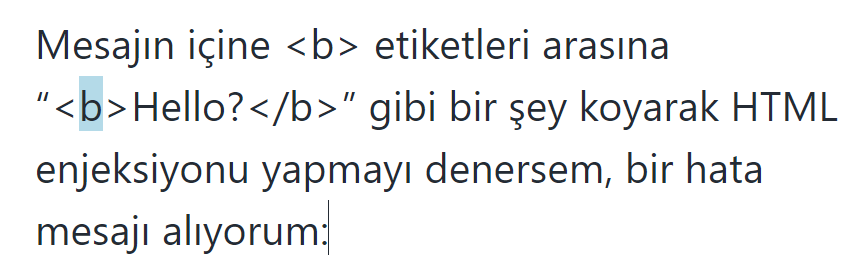 Mesajın içine <b> etiketleri arasına
“<b>Hello?</b>” gibi bir şey koyarak HTML
enjeksiyonu yapmayı denersem, bir hata
mesajı alıyorum: